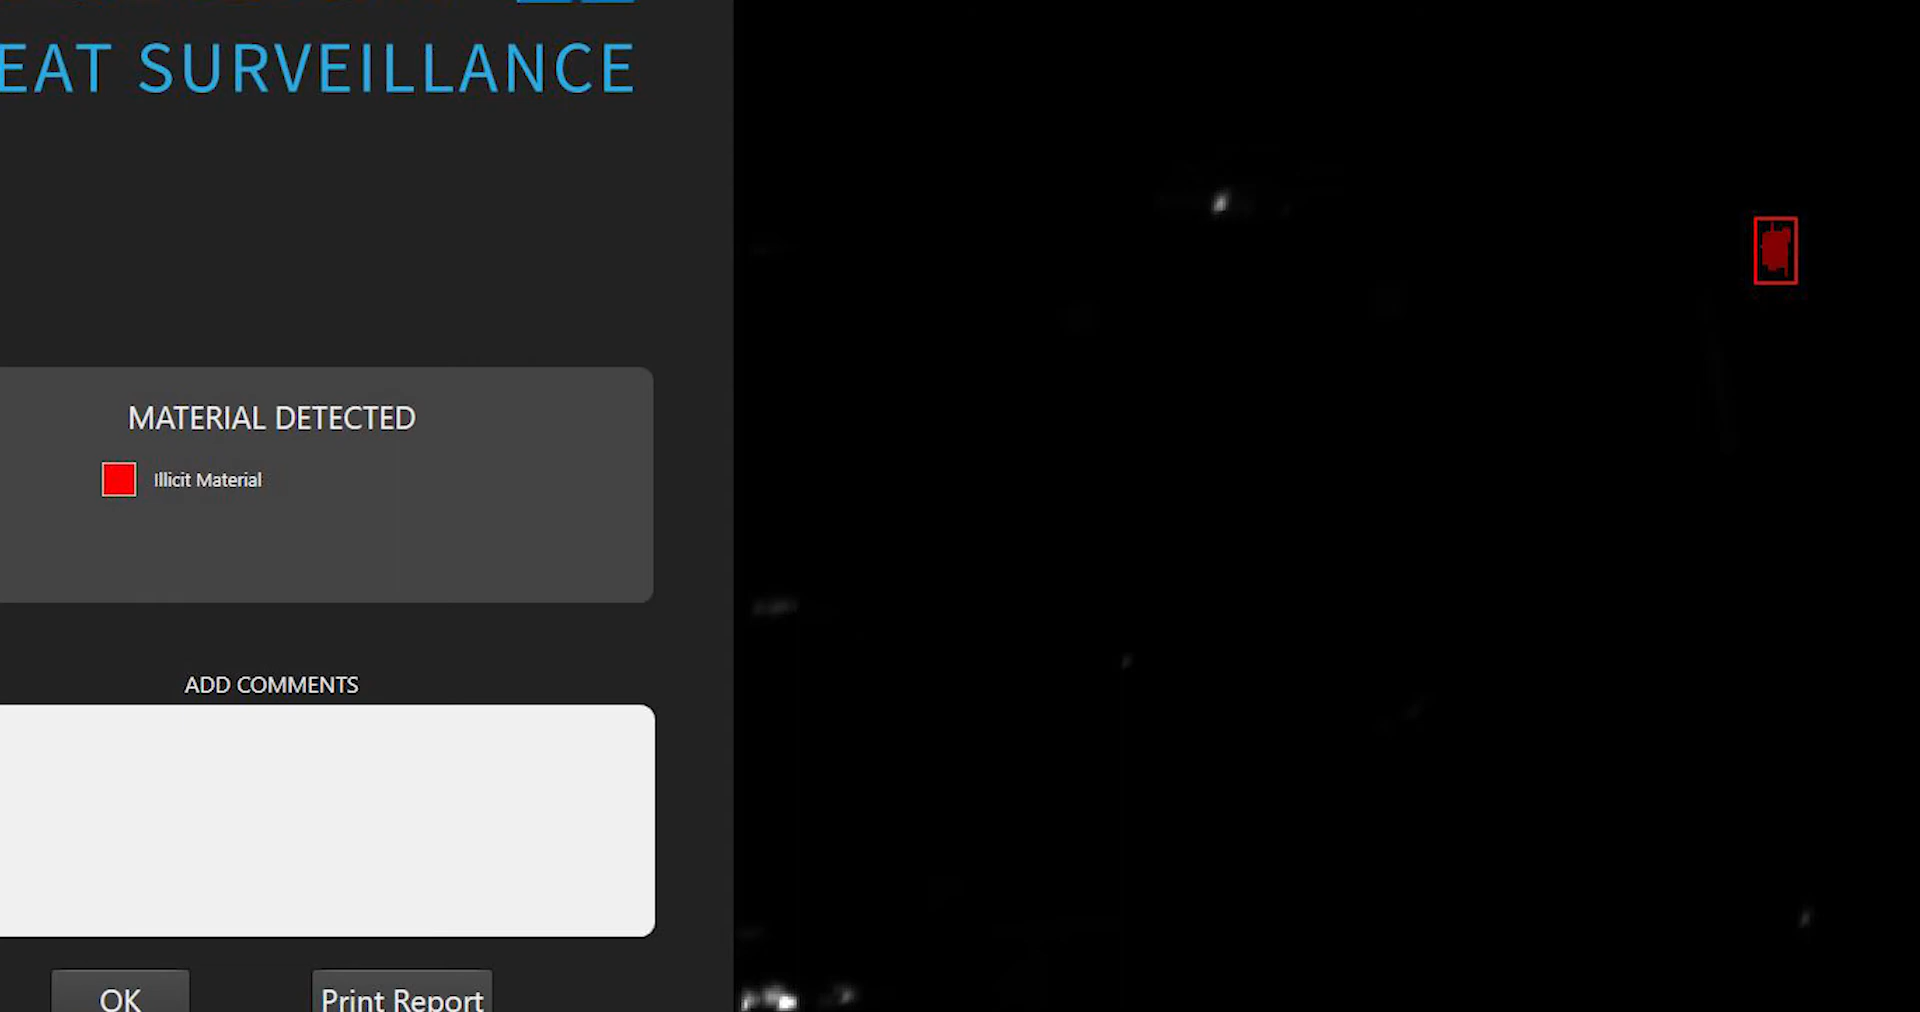 EAT SURVEILLANCE
MATERIAL DETECTED
Illicit Material
ADD COMMENTS
OK
Print Report